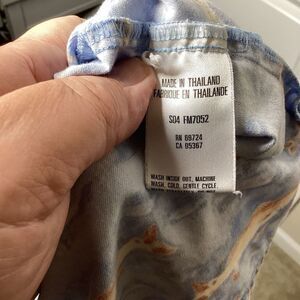 MADE IN THAILAND
FABRIQUE EN THAILANDE
S04 FM7052
RN 69724
CA 05367
WASH INSIDE OUT, MACHINE
WASH, COLD, GENTLE CYCLE,